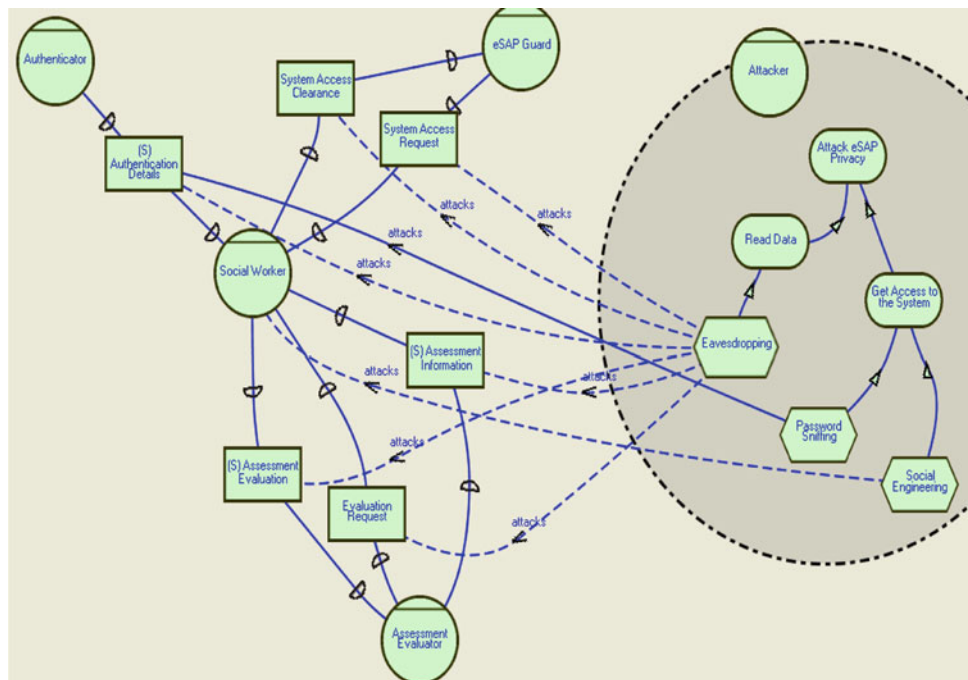 eSAP Guard
Authenticator
System Access
Clearance
Attacker
System Access
Request
(S)
Authentication
Details
Attack eSAP
Privacy
attacks
attacks
attacks
attacks
Read Data
Social Worker
Get Access to
the System
Eavesdropping
(S) Assessment
Information
attacks
attacks
Password
Sniffing
(S) Assessment
Evaluation
Social
Engineering
Evaluation
Request
attacks
Assessment
Evaluator